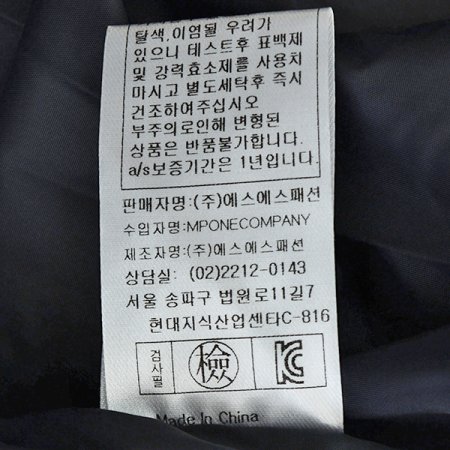 탈색, 이염될 우려가
있으니 테스트후 표백제
및 강력효소제를 사용치
마시고 별도세탁후 즉시
건조하여주십시오
부주의로인해 변형된
상품은 반품불가합니다.
a/s보증기간은 1년입니다.
판매자명:(주)에스에스패션
수입자명:MPONECOMPANY
제조자명:(주)에스에스패션
상담실: (02)2212-0143
서울 송파구 법원로11길7
현대지식산업센타C-816
검사필 檢 KC
Made In China